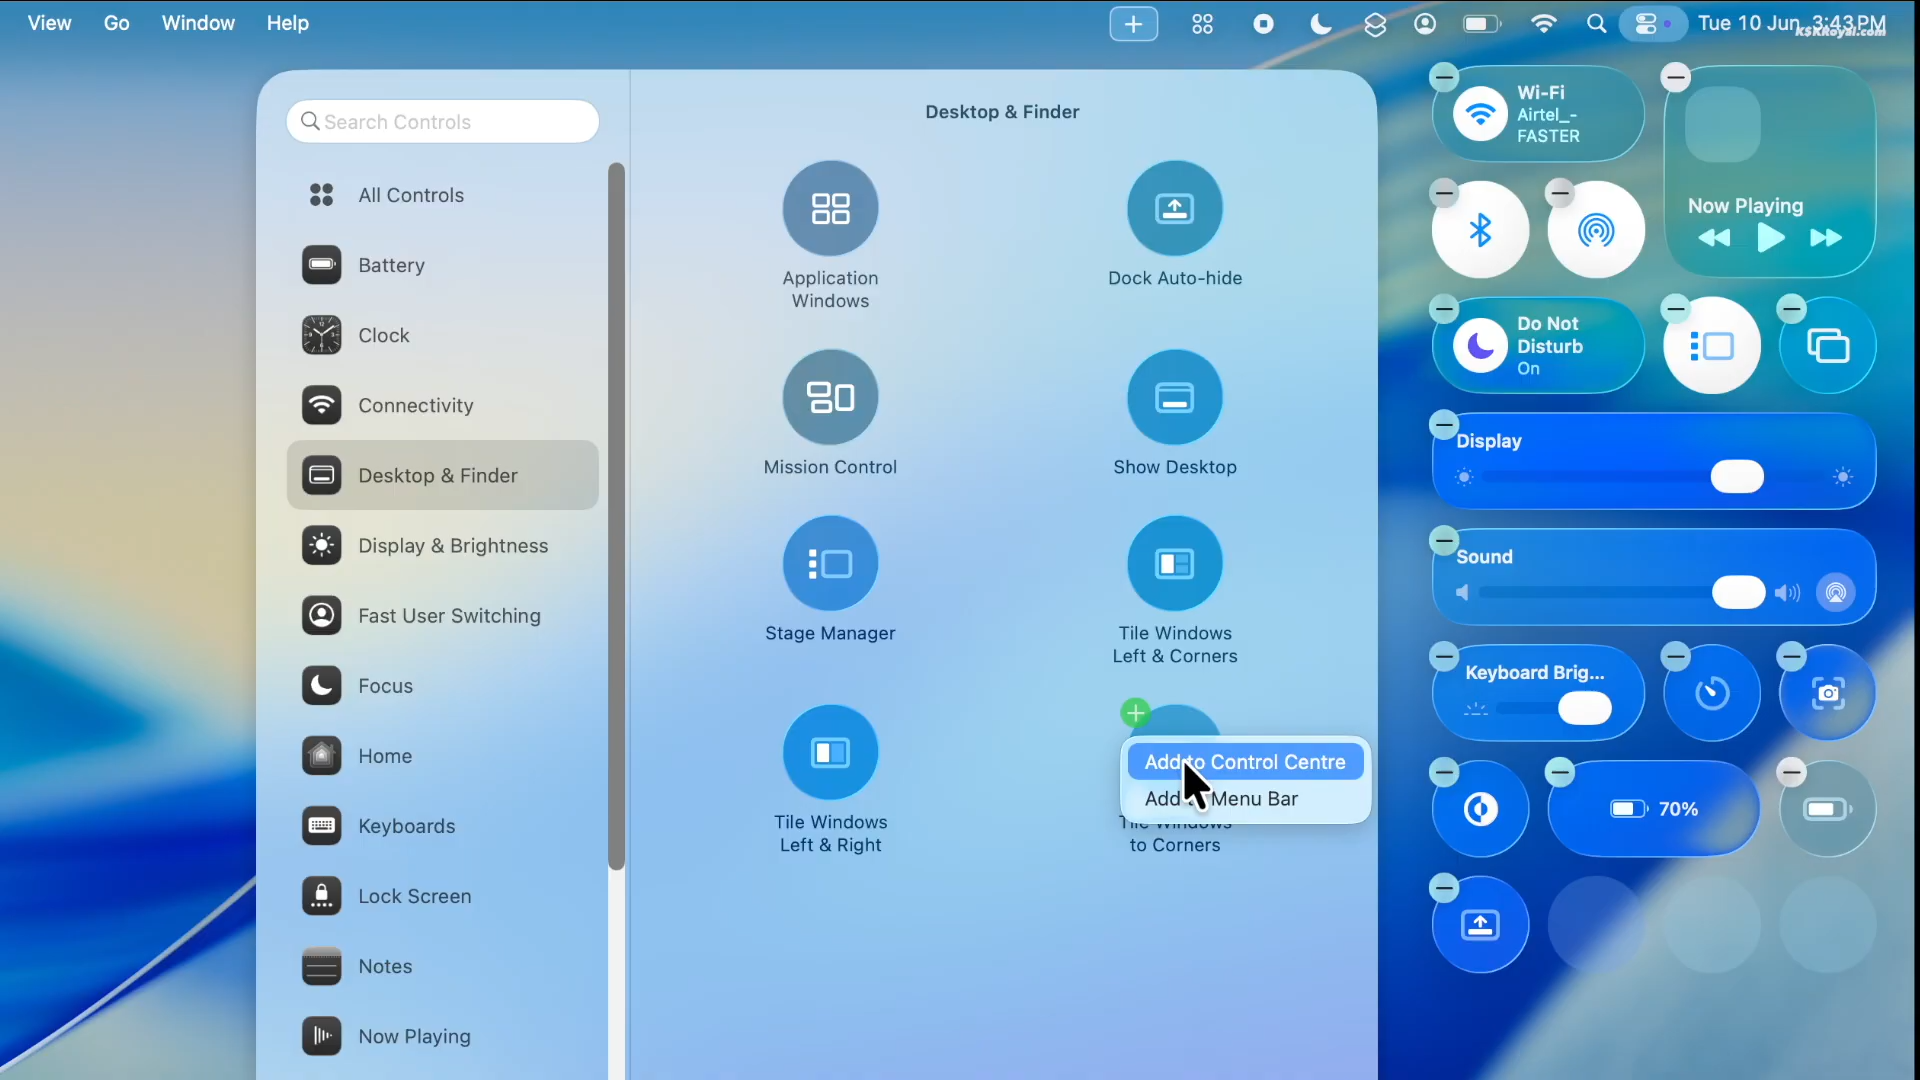 View Go Window Help
Tue 10 Jun 3:43 PM
KSKRoyal.com
Search Controls
All Controls
Battery
Clock
Connectivity
Desktop & Finder
Display & Brightness
Fast User Switching
Focus
Home
Keyboards
Lock Screen
Notes
Now Playing
Desktop & Finder
Application
Windows
Dock Auto-hide
Mission Control
Show Desktop
Stage Manager
Tile Windows
Left & Corners
Tile Windows
Left & Right
Add to Control Centre
Add Menu Bar
Tile Windows
to Corners
Wi-Fi
Airtel_-
FASTER
Now Playing
Do Not
Disturb
On
Display
Sound
Keyboard Brig...
70%